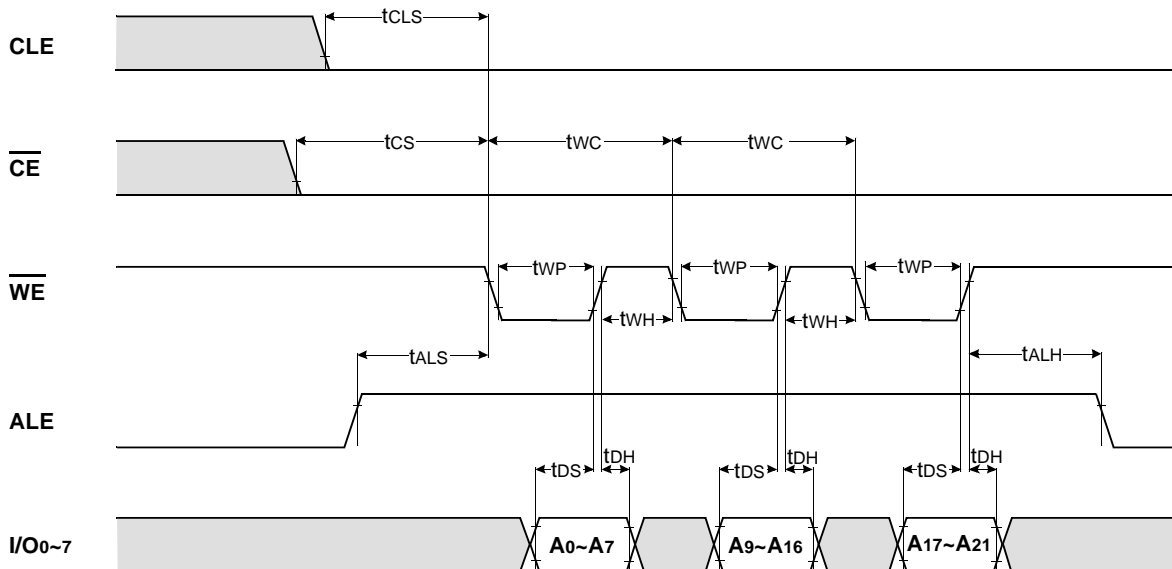 CLE
tCLS
CE
tCS
tWC
tWC
WE
tWP
tWP
tWP
tWH
tWH
ALE
tALS
tALH
tDS
tDH
tDS
tDH
tDS
tDH
I/O0~7
A0~A7
A9~A16
A17~A21